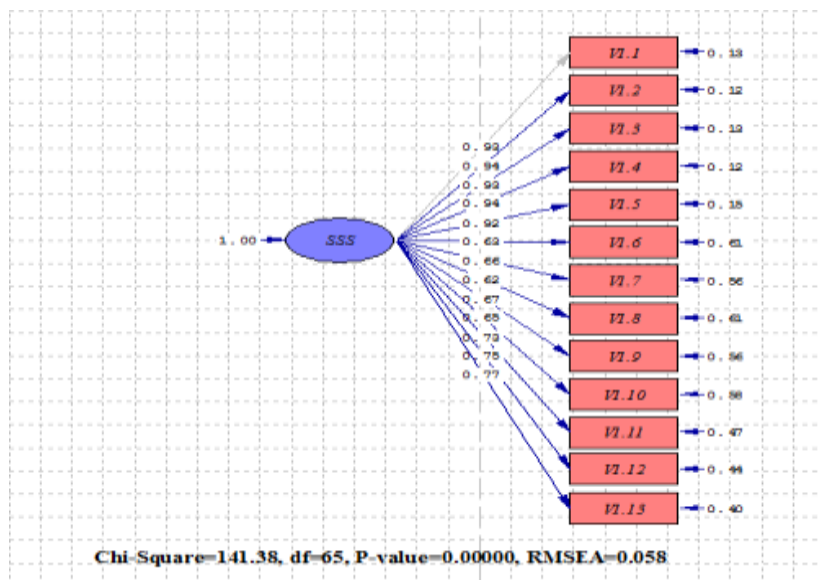 VI.1 0.13
VI.2 0.12
VI.3 0.13
VI.4 0.12
VI.5 0.15
VI.6 0.61
VI.7 0.56
VI.8 0.61
VI.9 0.56
VI.10 0.58
VI.11 0.47
VI.12 0.44
VI.13 0.40
0.93
0.94
0.93
0.94
0.92
0.63
0.66
0.62
0.67
0.65
0.73
0.75
0.77
1.00 SSS
Chi-Square=141.38, df=65, P-value=0.00000, RMSEA=0.058